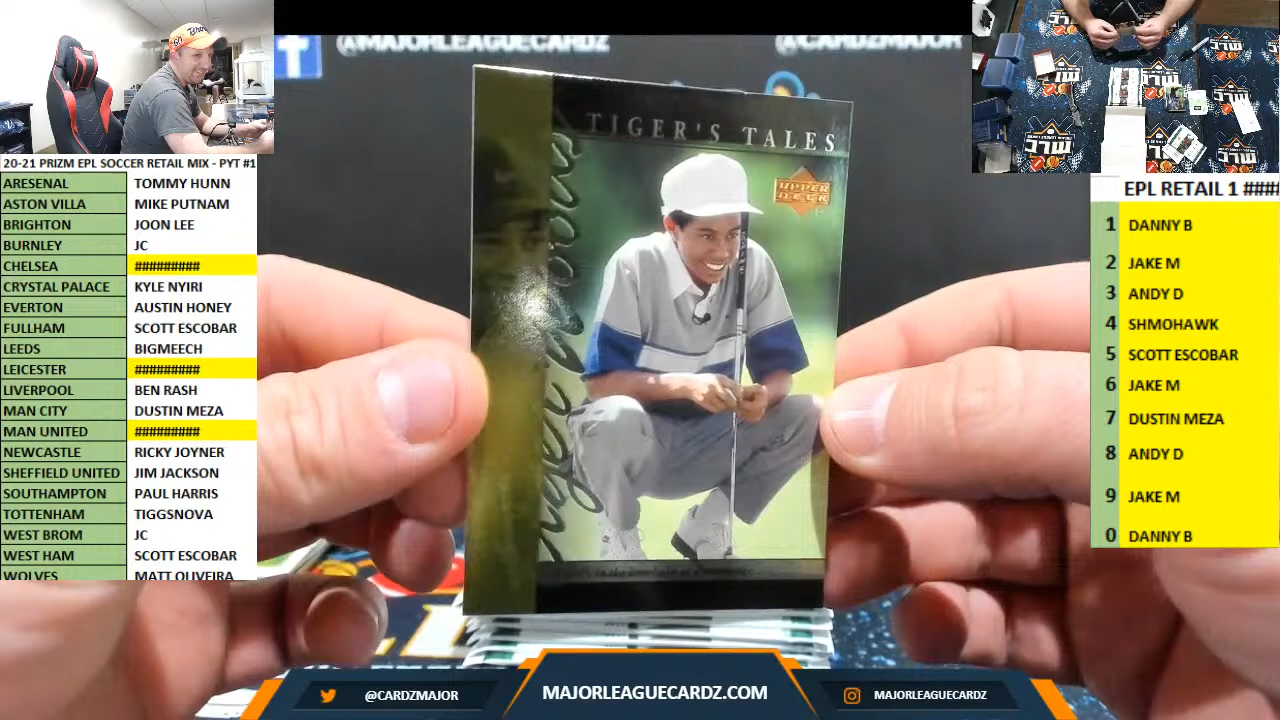 @MAJORLEAGUECARDZ
@CARDZMAJOR
TIGER'S TALES
UPPER DECK
20-21 PRIZM EPL SOCCER RETAIL MIX - PYT #1
ARESENAL TOMMY HUNN
ASTON VILLA MIKE PUTNAM
BRIGHTON JOON LEE
BURNLEY JC
CHELSEA #########
CRYSTAL PALACE KYLE NYIRI
EVERTON AUSTIN HONEY
FULLHAM SCOTT ESCOBAR
LEEDS BIGMEECH
LEICESTER #########
LIVERPOOL BEN RASH
MAN CITY DUSTIN MEZA
MAN UNITED #########
NEWCASTLE RICKY JOYNER
SHEFFIELD UNITED JIM JACKSON
SOUTHAMPTON PAUL HARRIS
TOTTENHAM TIGGSNOVA
WEST BROM JC
WEST HAM SCOTT ESCOBAR
WOLVES MATT OLIVEIRA
EPL RETAIL 1 ####
1 DANNY B
2 JAKE M
3 ANDY D
4 SHMOHAWK
5 SCOTT ESCOBAR
6 JAKE M
7 DUSTIN MEZA
8 ANDY D
9 JAKE M
0 DANNY B
@CARDZMAJOR
MAJORLEAGUECARDZ.COM
MAJORLEAGUECARDZ